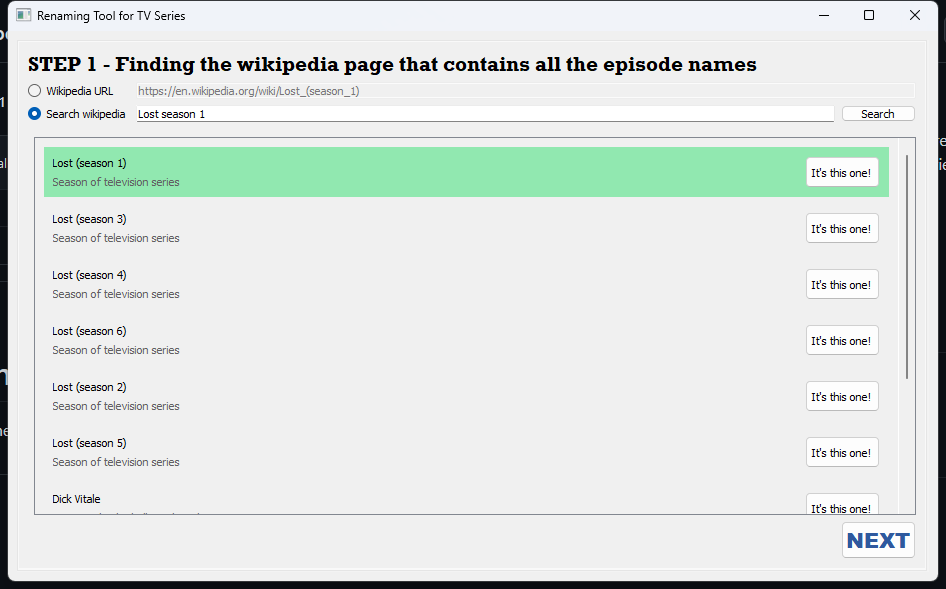 Renaming Tool for TV Series
STEP 1 - Finding the wikipedia page that contains all the episode names
Wikipedia URL https://en.wikipedia.org/wiki/Lost_(season_1)
Search wikipedia Lost season 1 Search
Lost (season 1)
Season of television series
It's this one!
Lost (season 3)
Season of television series
It's this one!
Lost (season 4)
Season of television series
It's this one!
Lost (season 6)
Season of television series
It's this one!
Lost (season 2)
Season of television series
It's this one!
Lost (season 5)
Season of television series
It's this one!
Dick Vitale
It's this one!
NEXT